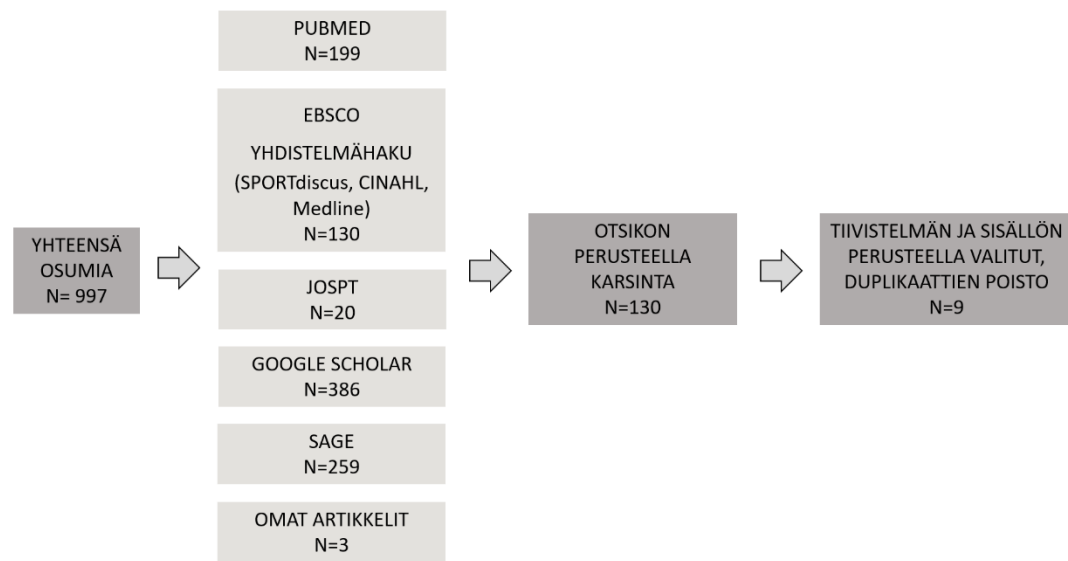 YHTEENSÄ
OSUMIA
N= 997
PUBMED
N=199
EBSCO
YHDISTELMÄHAKU
(SPORTdiscus, CINAHL,
Medline)
N=130
JOSPT
N=20
GOOGLE SCHOLAR
N=386
SAGE
N=259
OMAT ARTIKKELIT
N=3
OTSIKON
PERUSTEELLA
KARSINTA
N=130
TIIVISTELMÄN JA SISÄLLÖN
PERUSTEELLA VALITUT,
DUPLIKAATTIEN POISTO
N=9